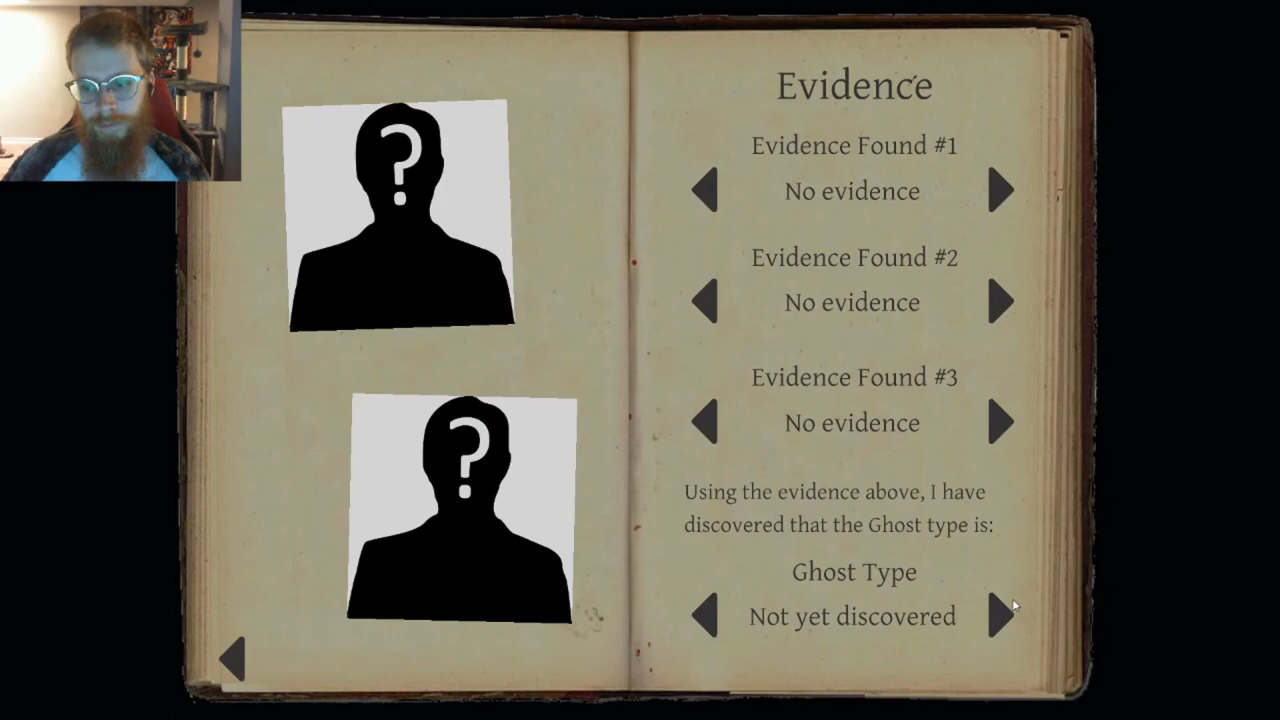 ?
?
Evidence
Evidence Found #1
No evidence
Evidence Found #2
No evidence
Evidence Found #3
No evidence
Using the evidence above, I have
discovered that the Ghost type is:
Ghost Type
Not yet discovered